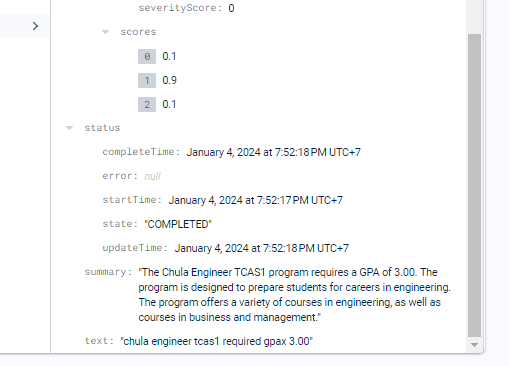 severityScore: 0
scores
0 0.1
1 0.9
2 0.1
status
completeTime: January 4, 2024 at 7:52:18 PM UTC+7
error: null
startTime: January 4, 2024 at 7:52:17 PM UTC+7
state: "COMPLETED"
updateTime: January 4, 2024 at 7:52:18 PM UTC+7
summary: "The Chula Engineer TCAS1 program requires a GPA of 3.00. The
program is designed to prepare students for careers in engineering.
The program offers a variety of courses in engineering, as well as
courses in business and management."
text: "chula engineer tcas1 required gpax 3.00"